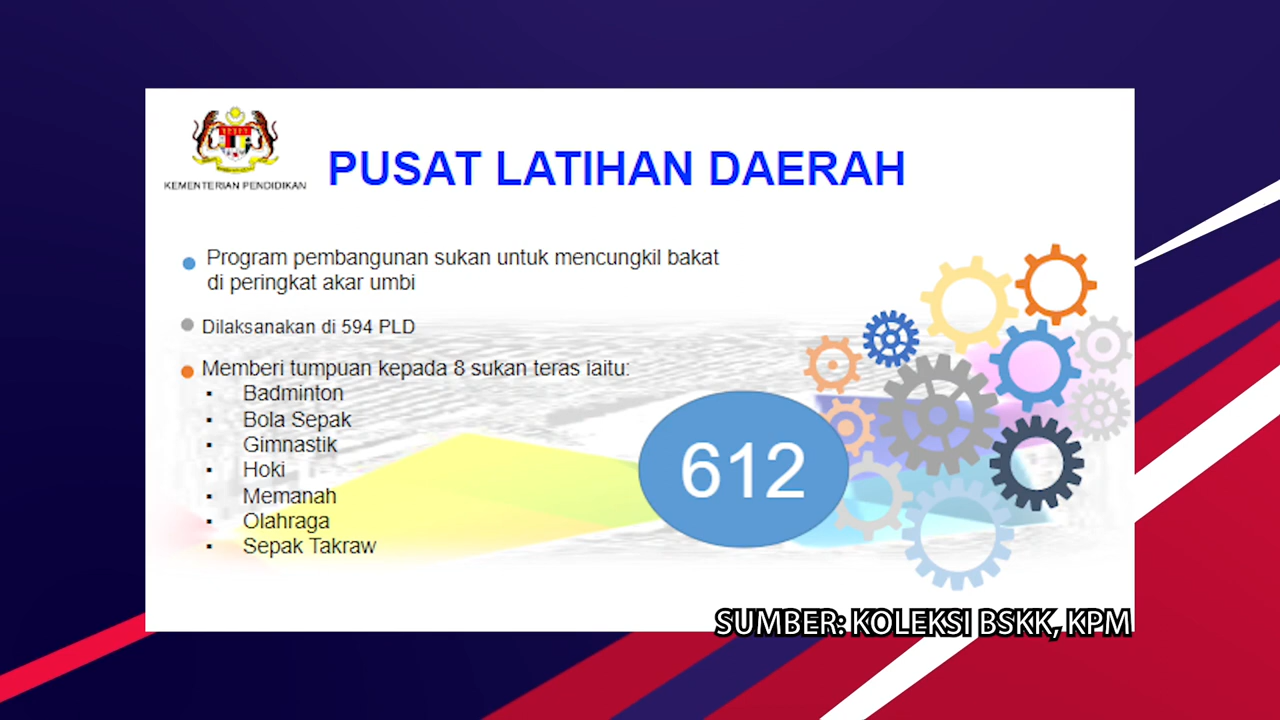 KEMENTERIAN PENDIDIKAN
PUSAT LATIHAN DAERAH
Program pembangunan sukan untuk mencungkil bakat
di peringkat akar umbi
Dilaksanakan di 594 PLD
Memberi tumpuan kepada 8 sukan teras iaitu:
▪ Badminton
▪ Bola Sepak
▪ Gimnastik
▪ Hoki
▪ Memanah
▪ Olahraga
▪ Sepak Takraw
612
SUMBER: KOLEKSI BSKK, KPM